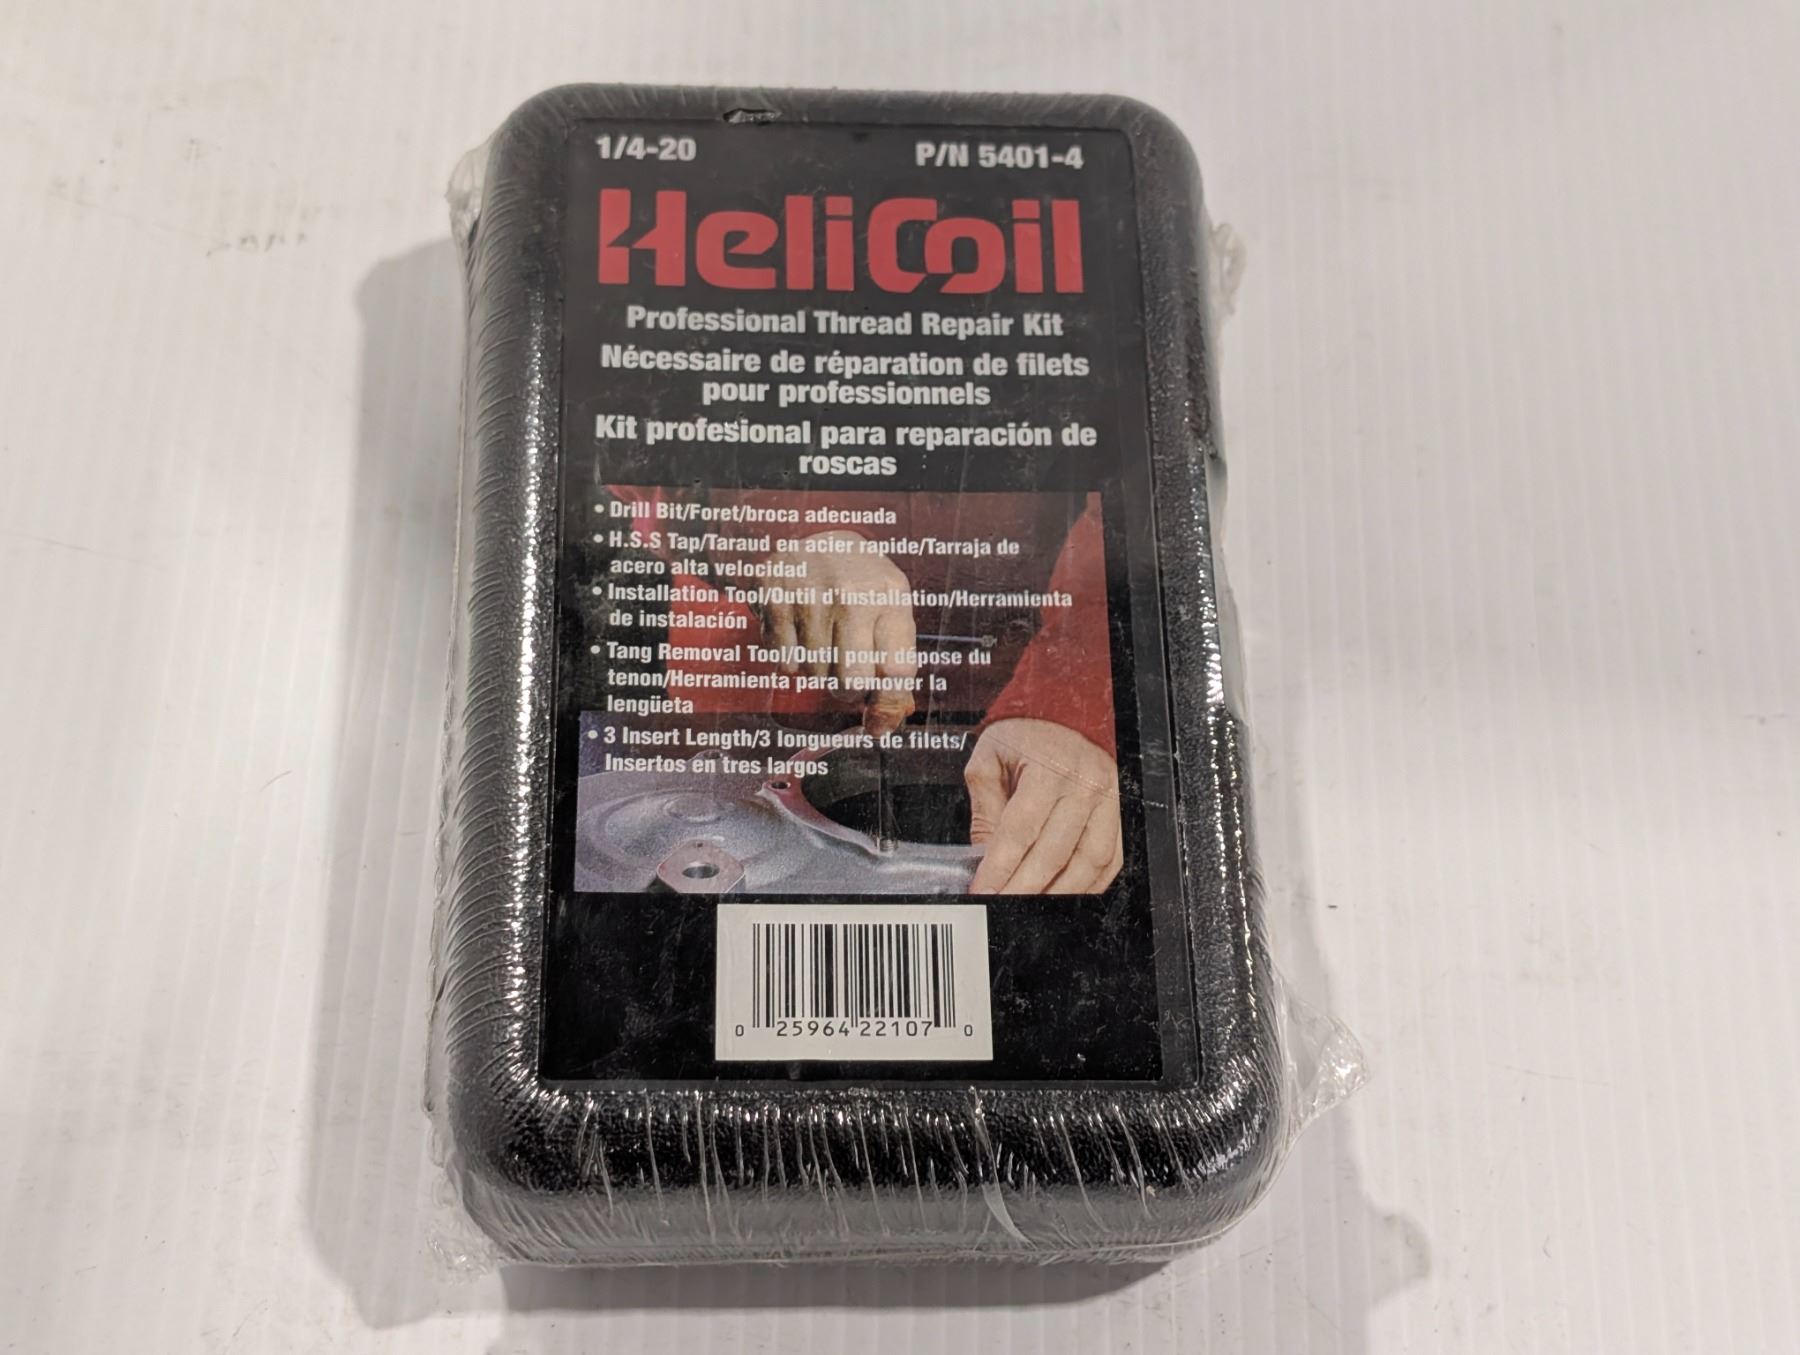 1/4-20 P/N 5401-4
HeliCoil
Professional Thread Repair Kit
Nécessaire de réparation de filets
pour professionnels
Kit profesional para reparación de
roscas
• Drill Bit/Foret/broca adecuada
• H.S.S Tap/Taraud en acier rapide/Tarraja de
acero alta velocidad
• Installation Tool/Outil d'installation/Herramienta
de instalación
• Tang Removal Tool/Outil pour dépose du
tenon/Herramienta para remover la
lengüeta
• 3 Insert Length/3 longueurs de filets/
Insertos en tres largos
0 25964 22107 0